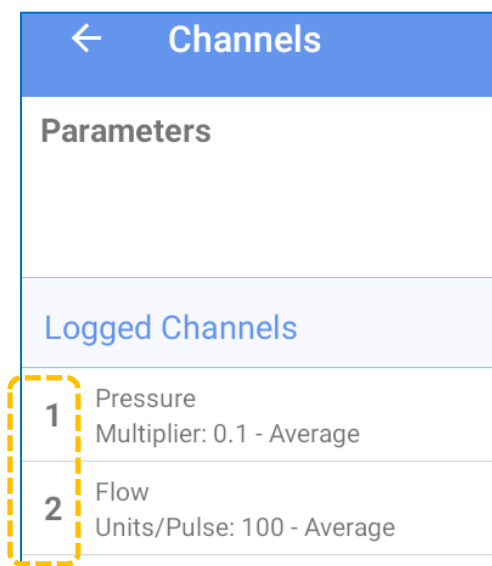 ← Channels
Parameters
Logged Channels
1 Pressure
Multiplier: 0.1 - Average
2 Flow
Units/Pulse: 100 - Average